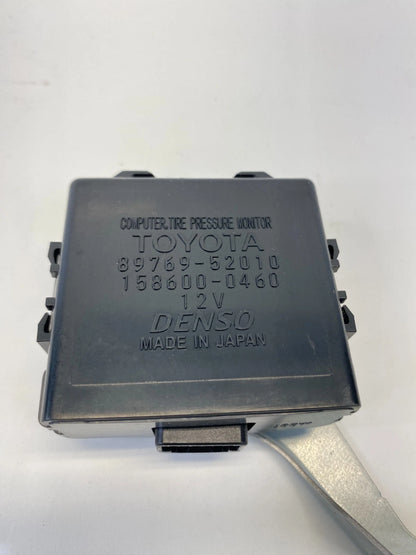 COMPUTER.TIRE PRESSURE MONITOR
TOYOTA
89769-52010
158600-0460
12V
DENSO
MADE IN JAPAN